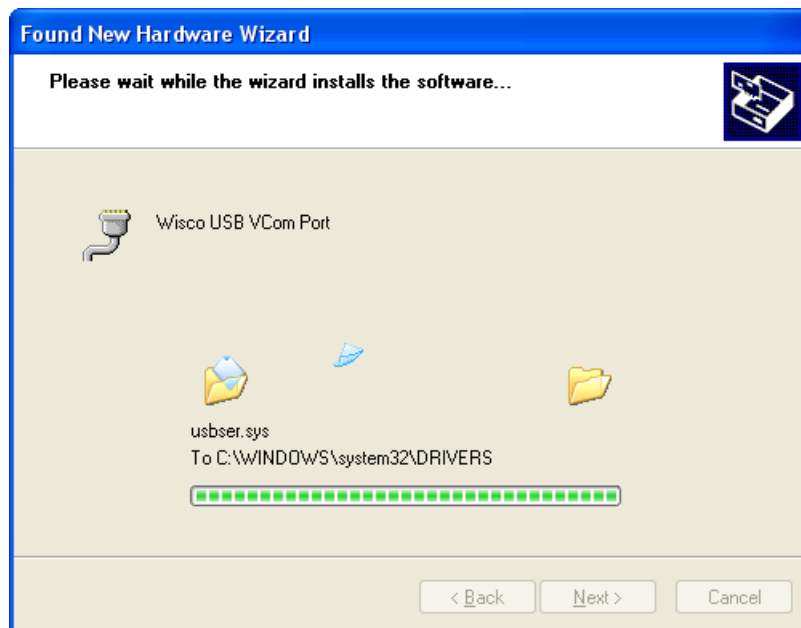 Found New Hardware Wizard
Please wait while the wizard installs the software...
Wisco USB VCom Port
usbser.sys
To C:\WINDOWS\system32\DRIVERS
< Back
Next >
Cancel